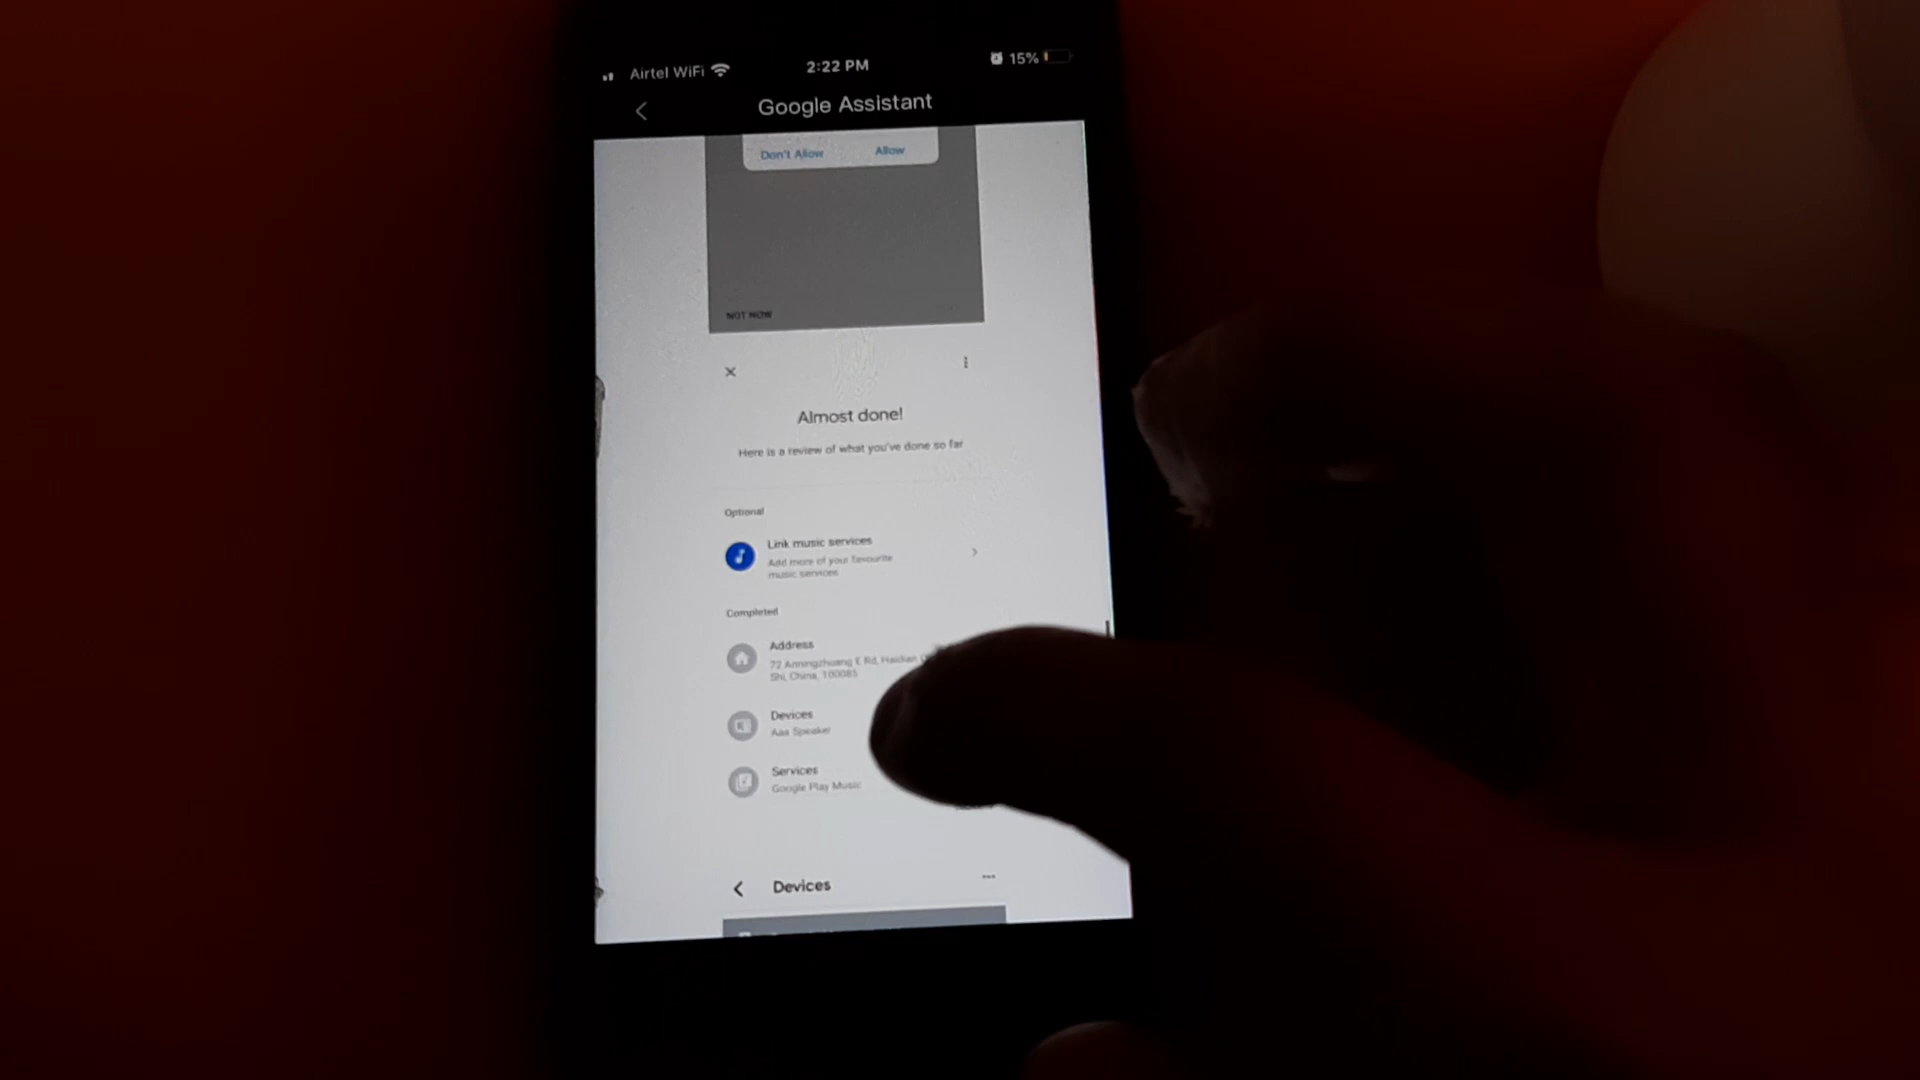 Airtel WiFi 2:22 PM 15%
Google Assistant
Don't Allow Allow
NOT NOW
Almost done!
Here is a review of what you've done so far
Optional
Link music services
Add more of your favourite
music services
Completed
Address
72 Anningzhuang E Rd, Haidian
Shi, China, 100085
Devices
Aaa Speaker
Services
Google Play Music
Devices